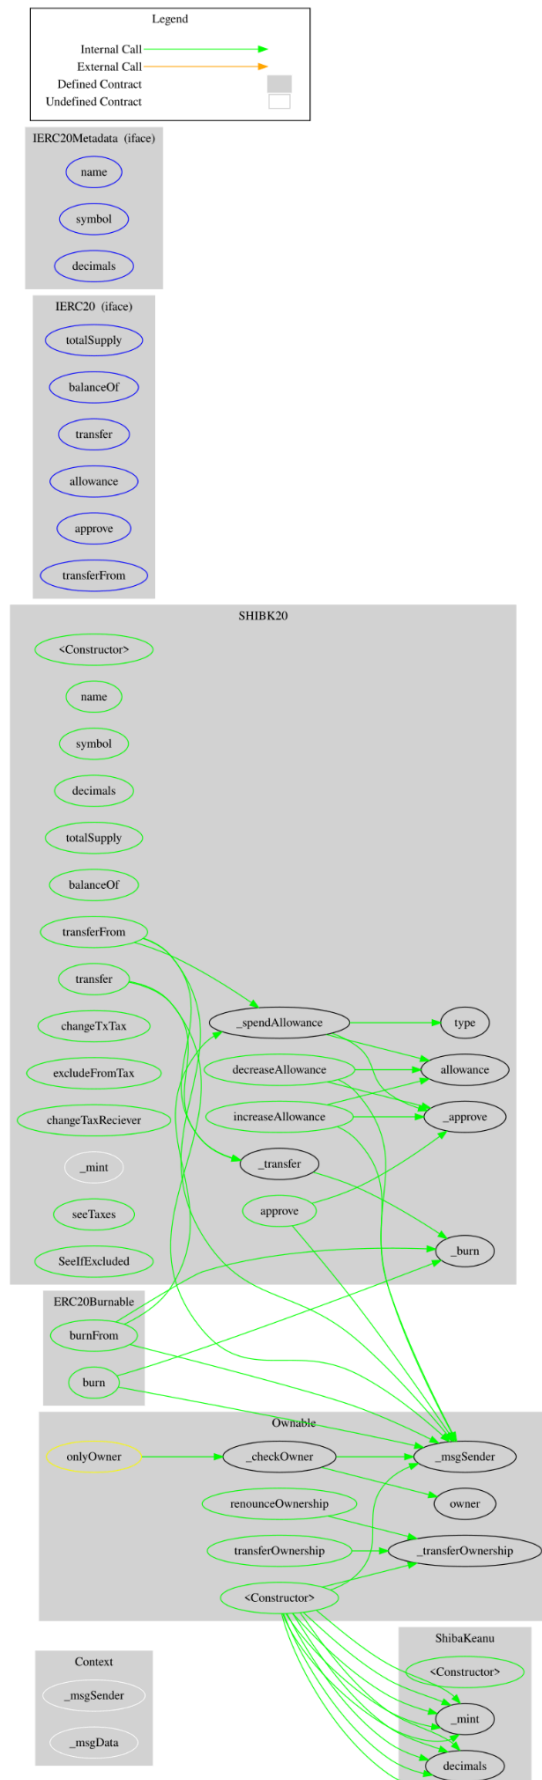 Legend
Internal Call
External Call
Defined Contract
Undefined Contract
IERC20Metadata (iface)
name
symbol
decimals
IERC20 (iface)
totalSupply
balanceOf
transfer
allowance
approve
transferFrom
SHIBK20
<Constructor>
name
symbol
decimals
totalSupply
balanceOf
transferFrom
transfer
changeTxTax
excludeFromTax
changeTaxReciever
_mint
seeTaxes
SeeIfExcluded
_spendAllowance
decreaseAllowance
increaseAllowance
_transfer
approve
type
allowance
_approve
_burn
ERC20Burnable
burnFrom
burn
Ownable
onlyOwner
_checkOwner
renounceOwnership
transferOwnership
<Constructor>
_msgSender
owner
_transferOwnership
Context
_msgSender
_msgData
ShibaKeanu
<Constructor>
_mint
decimals